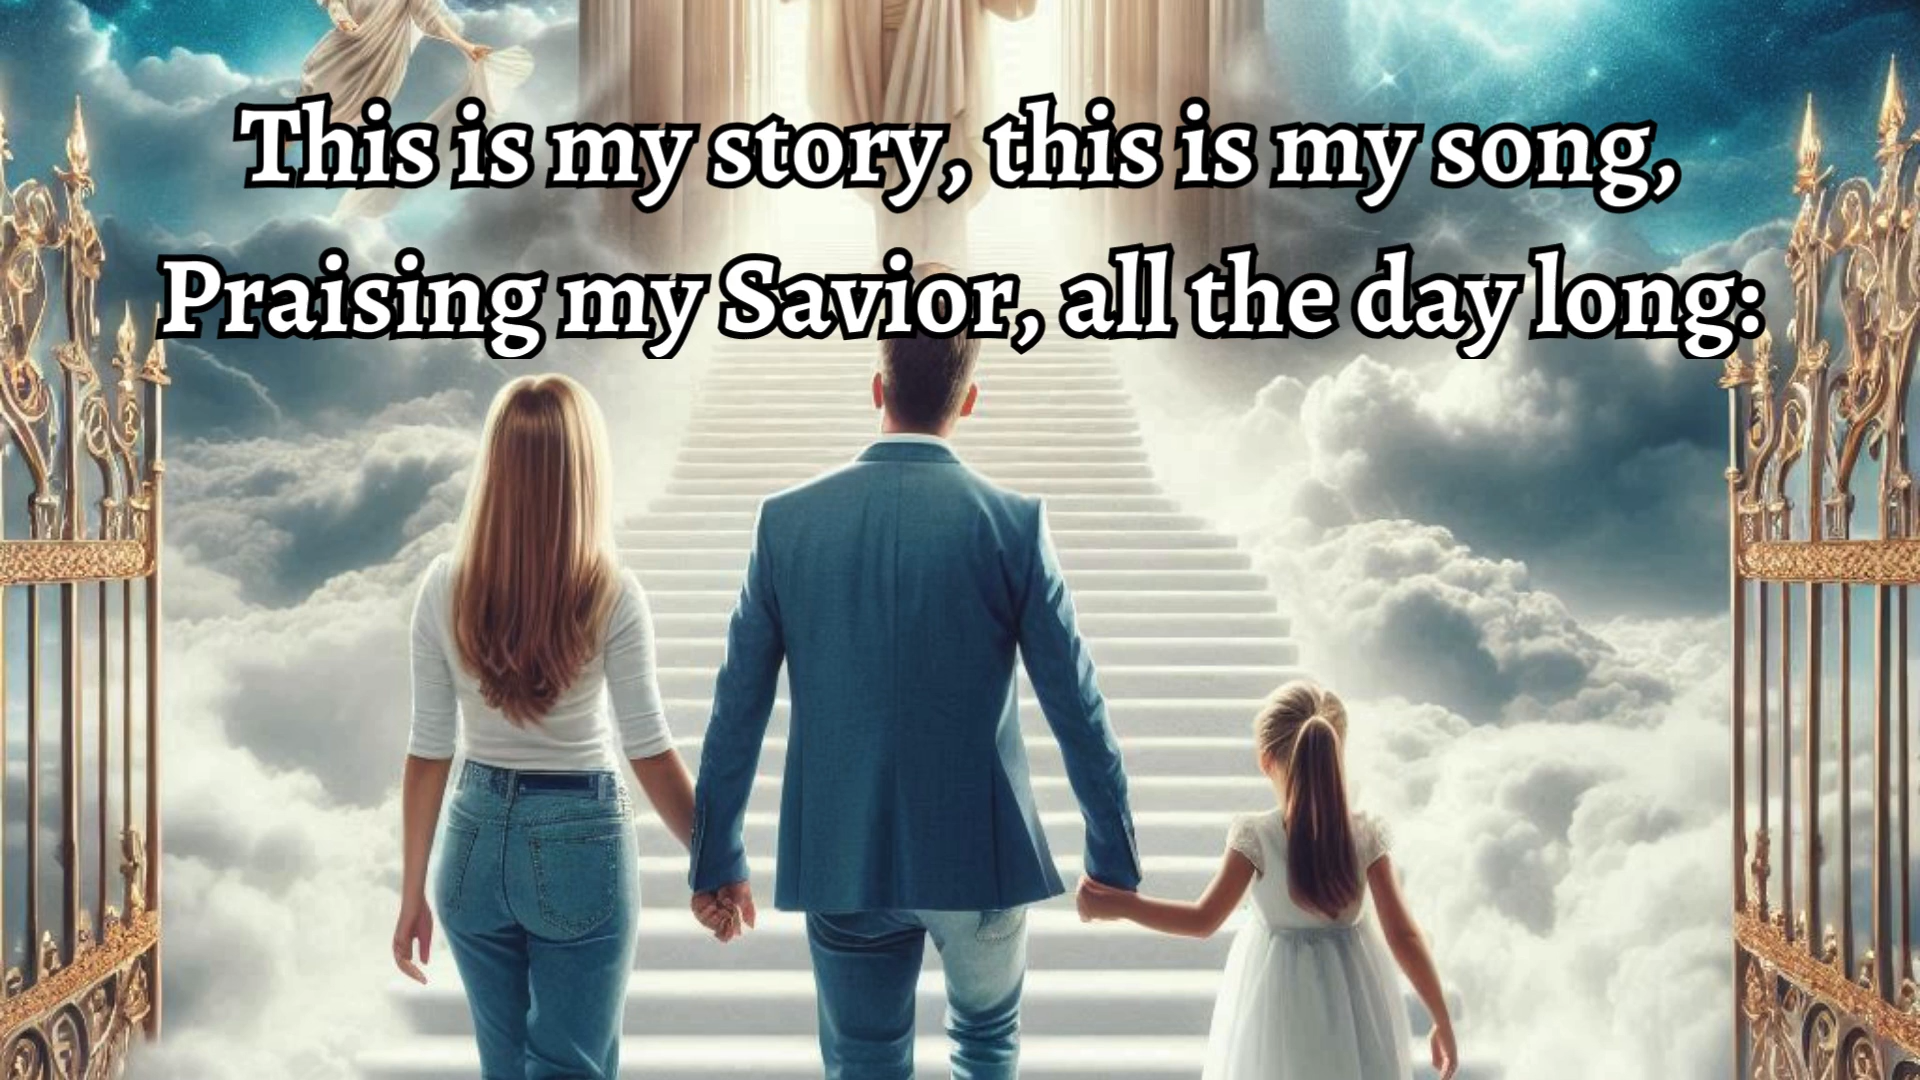 This is my story, this is my song,
Praising my Savior, all the day long: